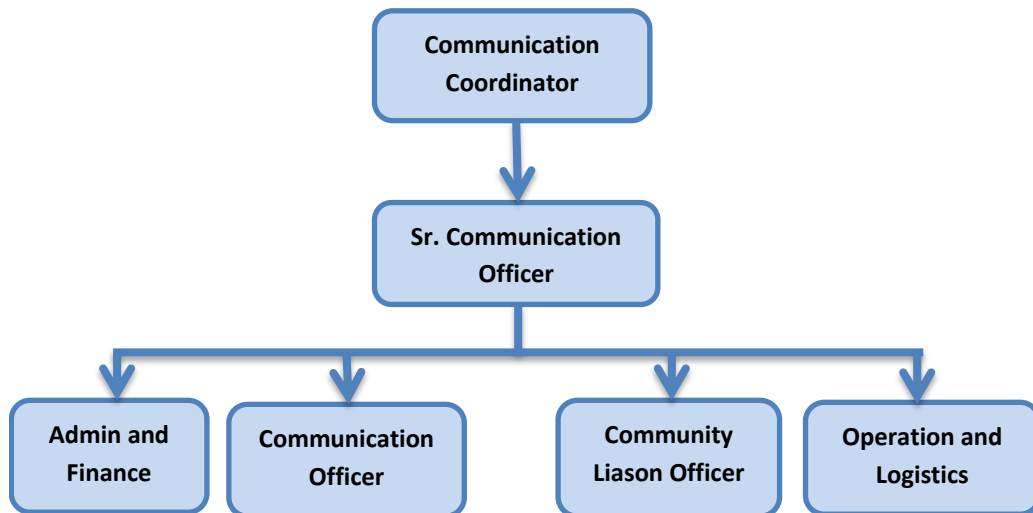 Communication
Coordinator
Sr. Communication
Officer
Admin and
Finance
Communication
Officer
Community
Liason Officer
Operation and
Logistics